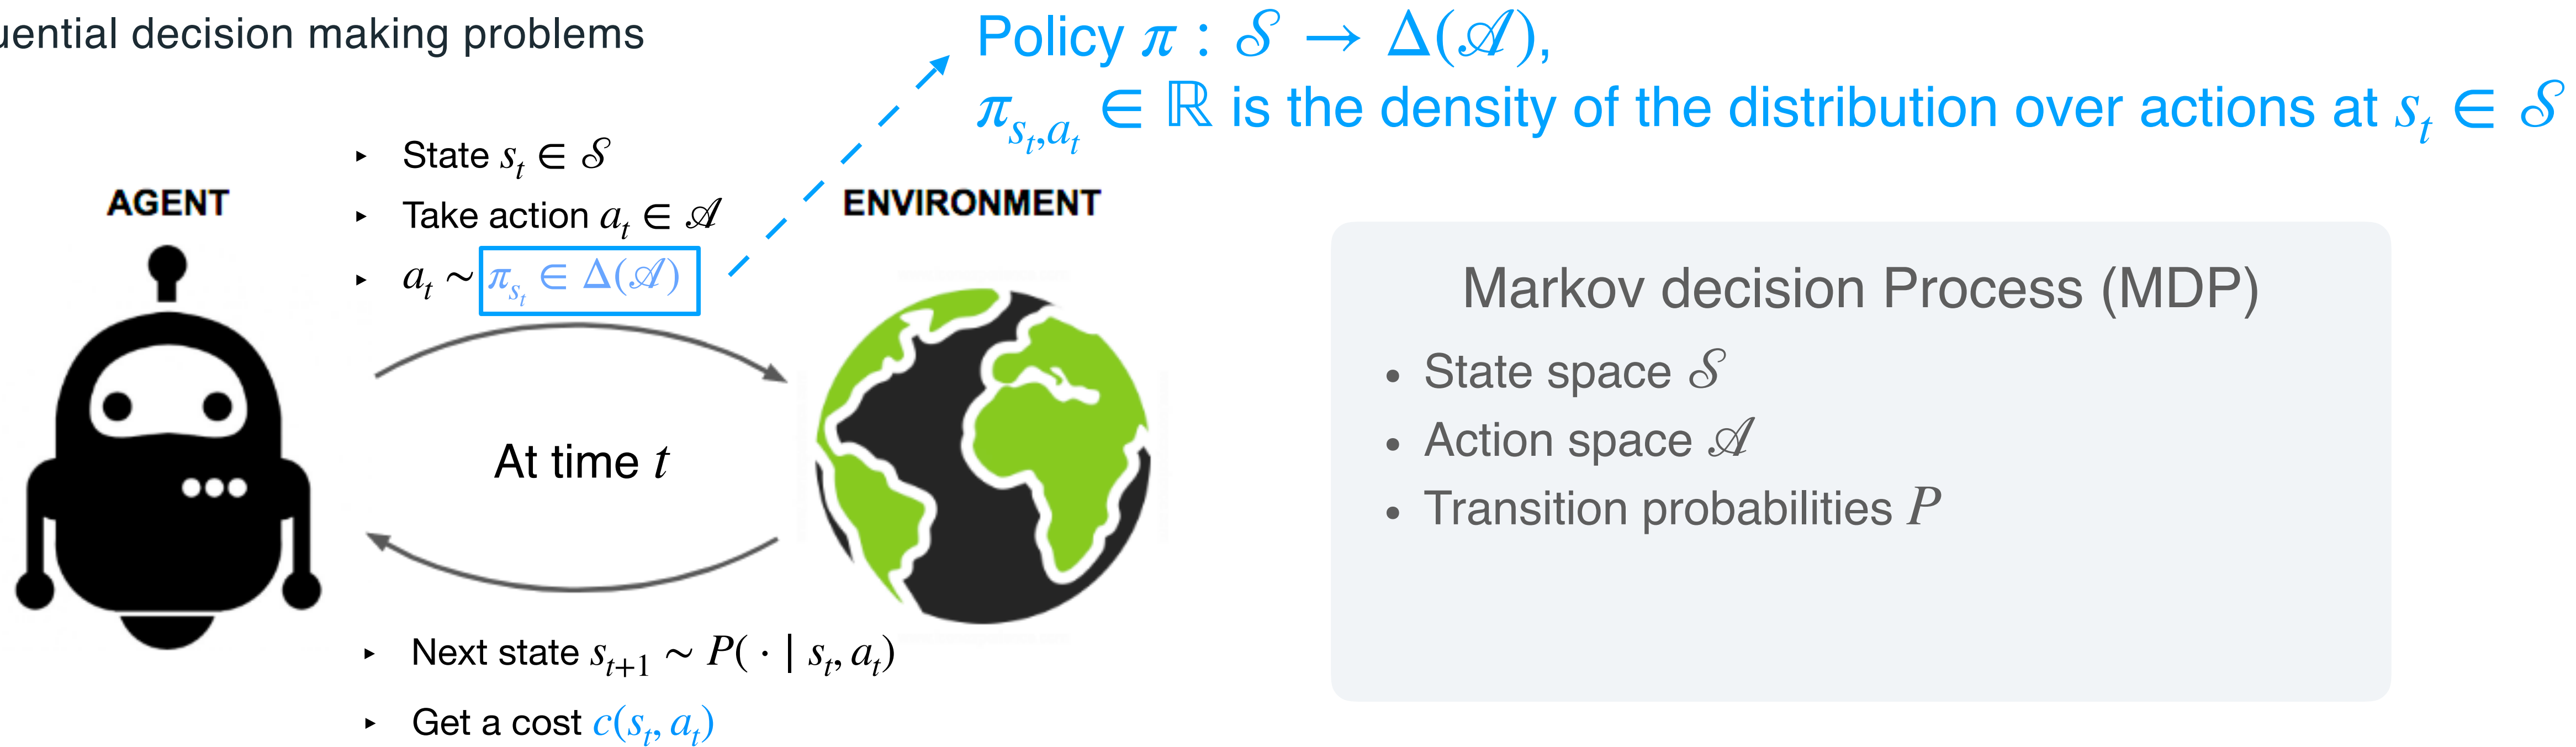 uential decision making problems
Policy π : 𝒮 → Δ(𝒜),
π_{s_t,a_t} ∈ ℝ is the density of the distribution over actions at s_t ∈ 𝒮
‣ State s_t ∈ 𝒮
‣ Take action a_t ∈ 𝒜
‣ a_t ∼ π_{s_t} ∈ Δ(𝒜)
AGENT
ENVIRONMENT
At time t
‣ Next state s_{t+1} ∼ P( · | s_t, a_t)
‣ Get a cost c(s_t, a_t)
Markov decision Process (MDP)
• State space 𝒮
• Action space 𝒜
• Transition probabilities P